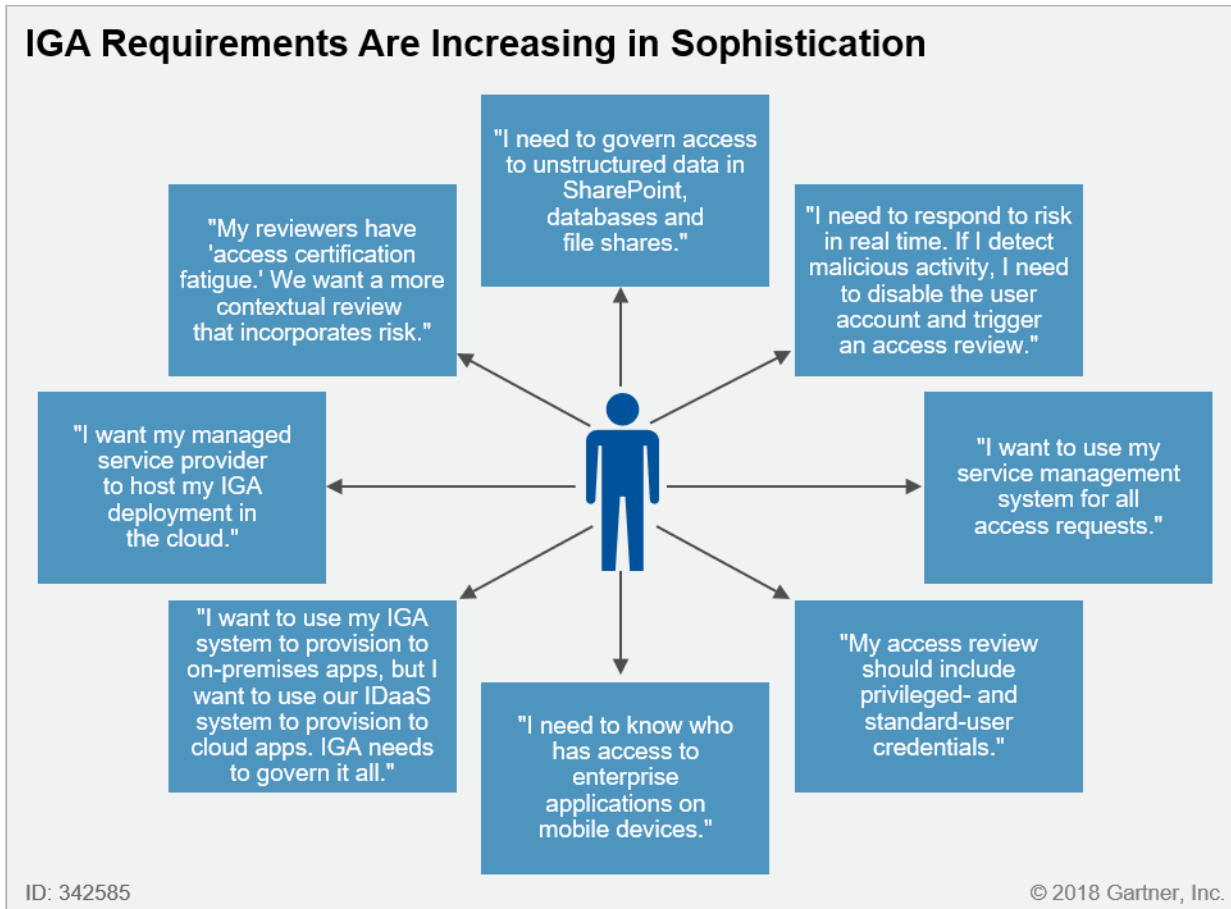 IGA Requirements Are Increasing in Sophistication
"I need to govern access
to unstructured data in
SharePoint,
databases and
file shares."
"My reviewers have
'access certification
fatigue.' We want a more
contextual review
that incorporates risk."
"I need to respond to risk
in real time. If I detect
malicious activity, I need
to disable the user
account and trigger
an access review."
"I want my managed
service provider
to host my IGA
deployment in
the cloud."
"I want to use my
service management
system for all
access requests."
"I want to use my IGA
system to provision to
on-premises apps, but I
want to use our IDaaS
system to provision to
cloud apps. IGA needs
to govern it all."
"My access review
should include
privileged- and
standard-user
credentials."
"I need to know who
has access to
enterprise
applications on
mobile devices."
ID: 342585
© 2018 Gartner, Inc.